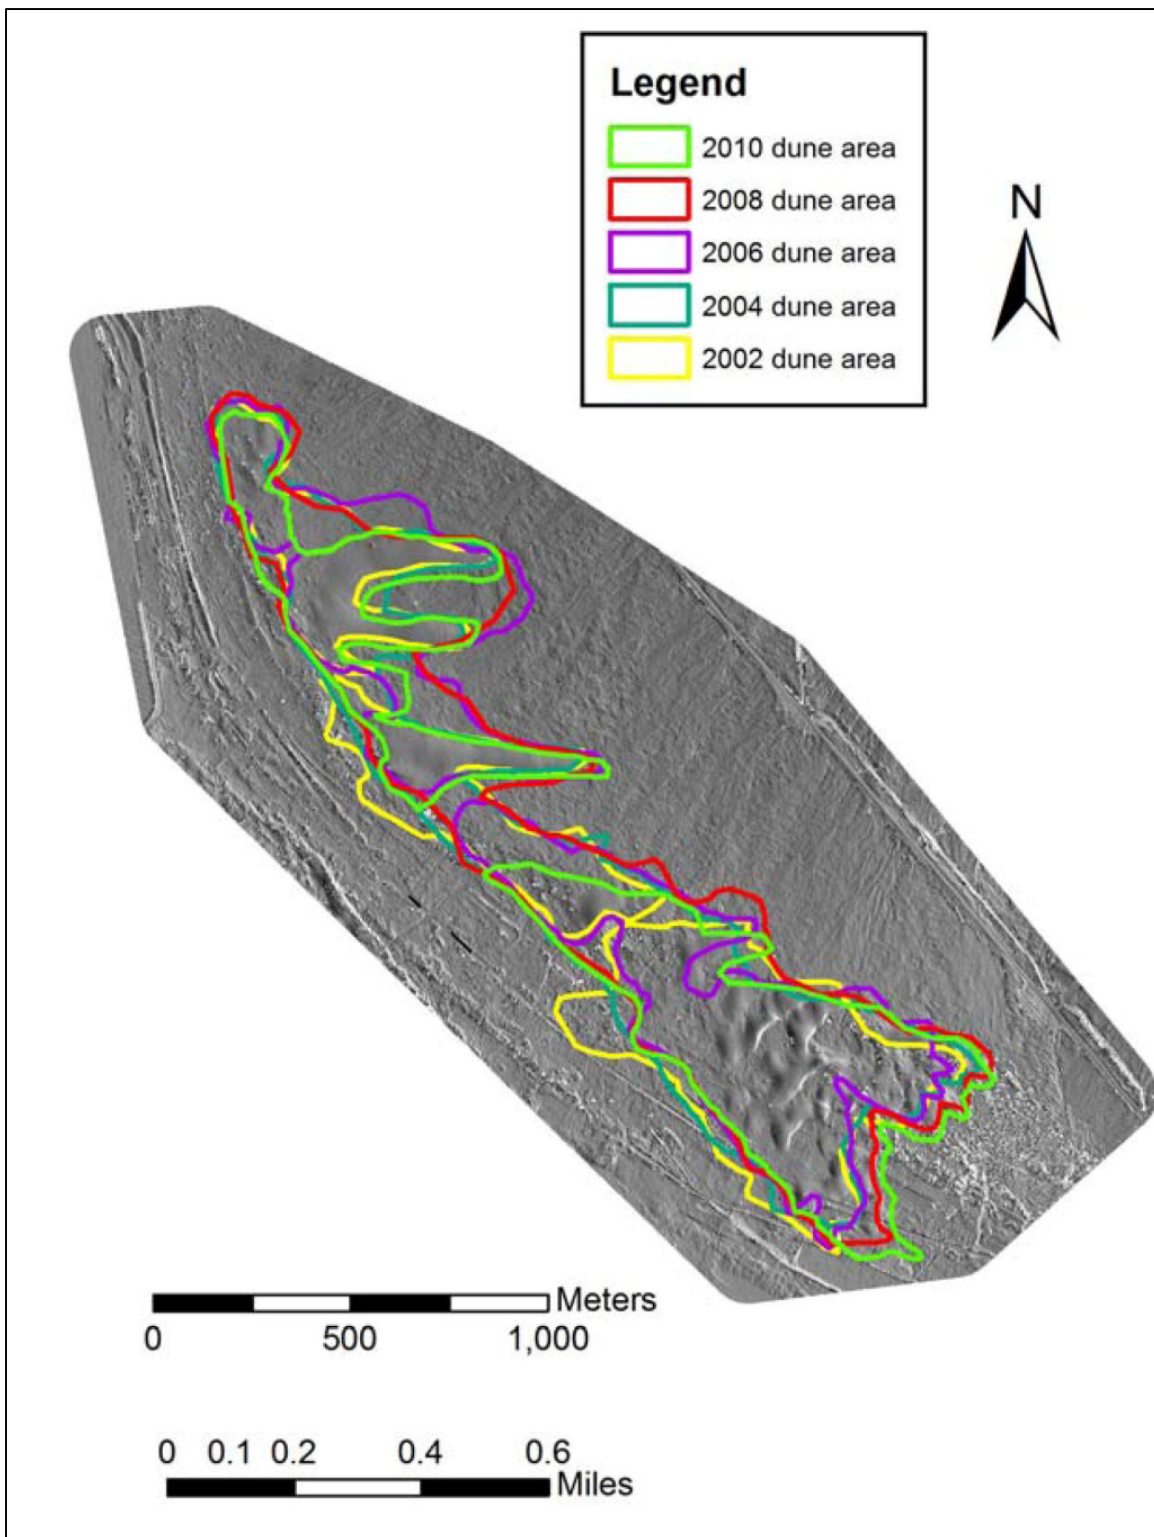 Legend
2010 dune area
2008 dune area
2006 dune area
2004 dune area
2002 dune area
N
Meters
0 500 1,000
0 0.1 0.2 0.4 0.6
Miles